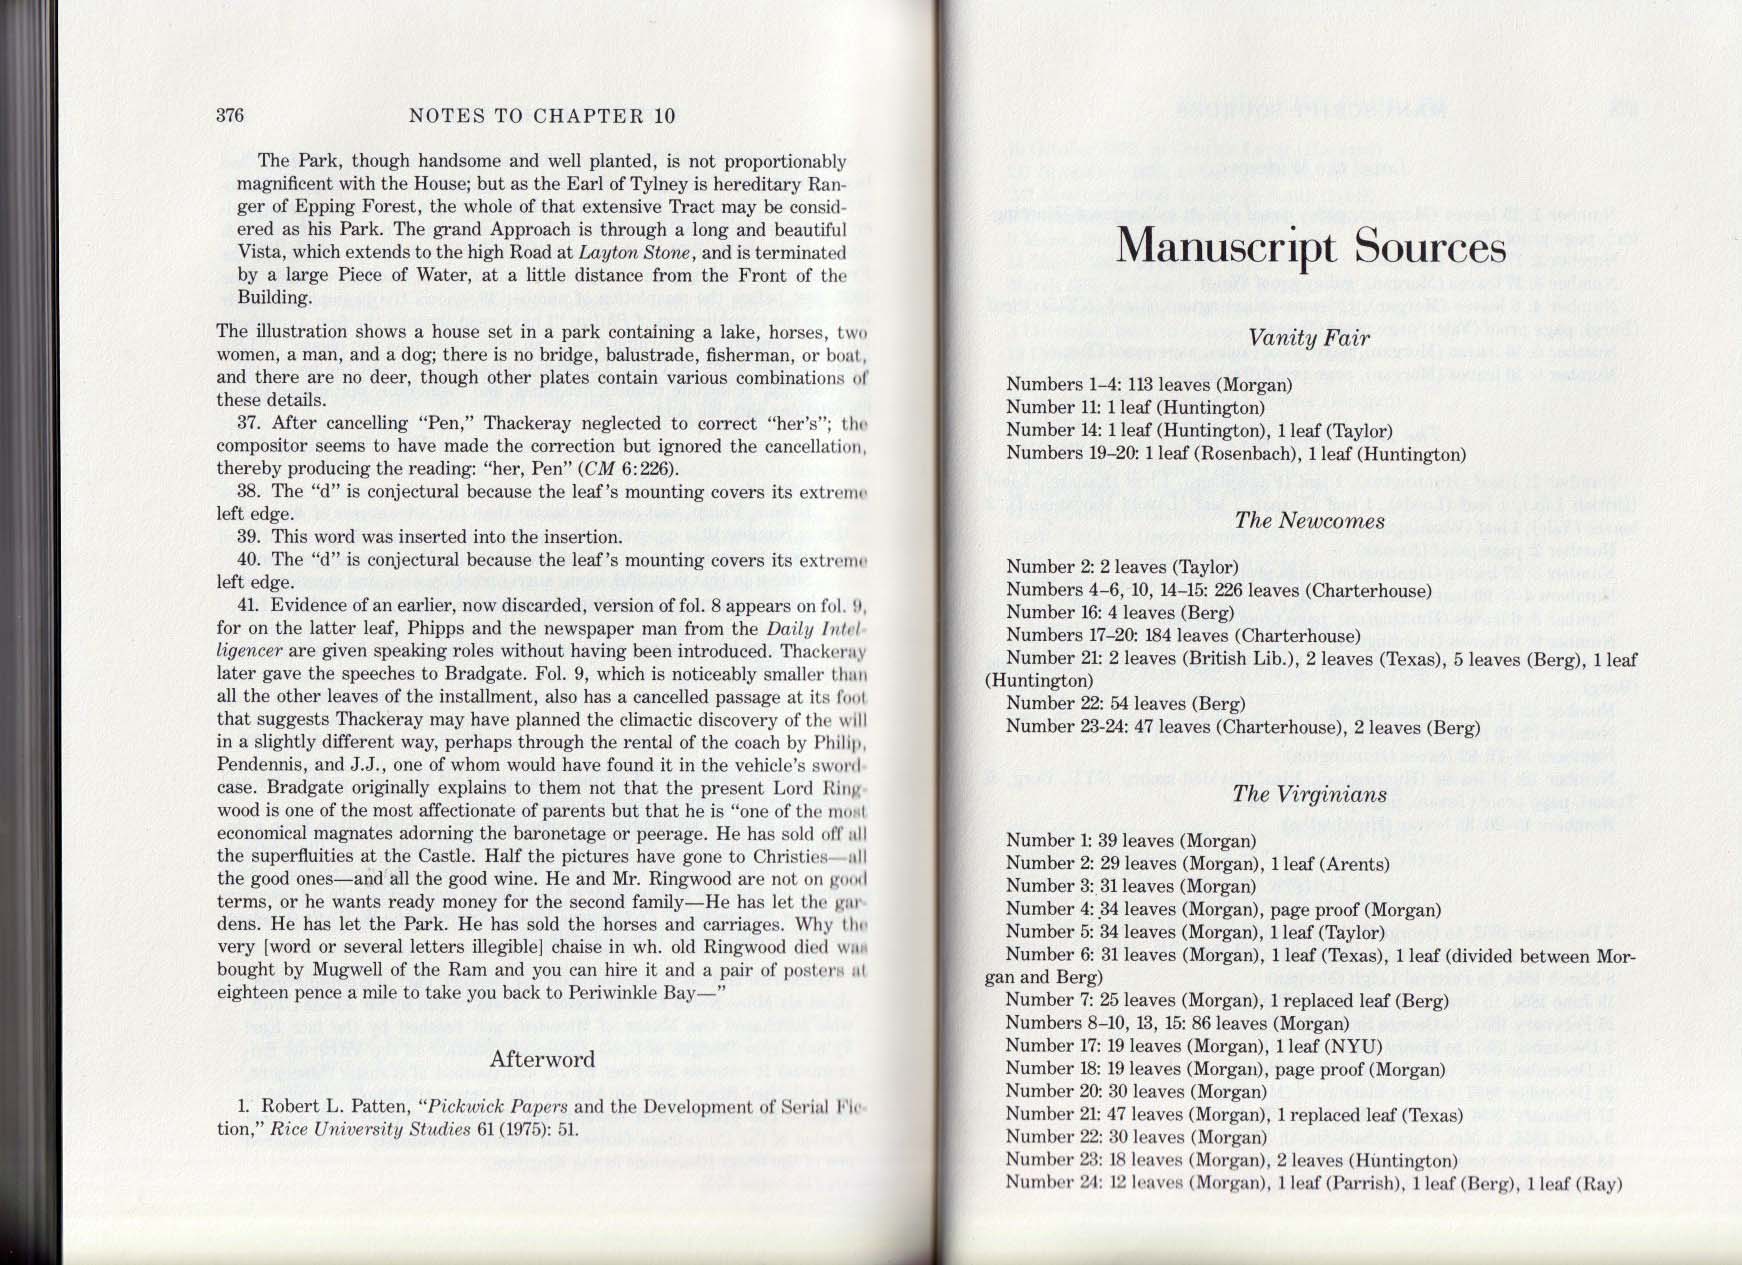 376
NOTES TO CHAPTER 10
The Park, though handsome and well planted, is not proportionably
magnificent with the House; but as the Earl of Tylney is hereditary Ran-
ger of Epping Forest, the whole of that extensive Tract may be consid-
ered as his Park. The grand Approach is through a long and beautiful
Vista, which extends to the high Road at Layton Stone, and is terminated
by a large Piece of Water, at a little distance from the Front of the
Building.
The illustration shows a house set in a park containing a lake, horses, two
women, a man, and a dog; there is no bridge, balustrade, fisherman, or boat,
and there are no deer, though other plates contain various combinations of
these details.
37. After cancelling “Pen,” Thackeray neglected to correct “her’s”; the
compositor seems to have made the correction but ignored the cancellation,
thereby producing the reading: “her, Pen” (CM 6:226).
38. The “d” is conjectural because the leaf’s mounting covers its extreme
left edge.
39. This word was inserted into the insertion.
40. The “d” is conjectural because the leaf’s mounting covers its extreme
left edge.
41. Evidence of an earlier, now discarded, version of fol. 8 appears on fol. 9,
for on the latter leaf, Phipps and the newspaper man from the Daily Intel-
ligencer are given speaking roles without having been introduced. Thackeray
later gave the speeches to Bradgate. Fol. 9, which is noticeably smaller than
all the other leaves of the installment, also has a cancelled passage at its foot
that suggests Thackeray may have planned the climactic discovery of the will
in a slightly different way, perhaps through the rental of the coach by Philip,
Pendennis, and J.J., one of whom would have found it in the vehicle’s sword-
case. Bradgate originally explains to them not that the present Lord Ring-
wood is one of the most affectionate of parents but that he is “one of the most
economical magnates adorning the baronetage or peerage. He has sold off all
the superfluities at the Castle. Half the pictures have gone to Christies—all
the good ones—and all the good wine. He and Mr. Ringwood are not on good
terms, or he wants ready money for the second family—He has let the gar-
dens. He has let the Park. He has sold the horses and carriages. Why the
very [word or several letters illegible] chaise in wh. old Ringwood died was
bought by Mugwell of the Ram and you can hire it and a pair of posters at
eighteen pence a mile to take you back to Periwinkle Bay—”
Afterword
1. Robert L. Patten, “Pickwick Papers and the Development of Serial Fic-
tion,” Rice University Studies 61 (1975): 51.
Manuscript Sources
Vanity Fair
Numbers 1–4: 113 leaves (Morgan)
Number 11: 1 leaf (Huntington)
Number 14: 1 leaf (Huntington), 1 leaf (Taylor)
Numbers 19–20: 1 leaf (Rosenbach), 1 leaf (Huntington)
The Newcomes
Number 2: 2 leaves (Taylor)
Numbers 4–6, 10, 14–15: 226 leaves (Charterhouse)
Number 16: 4 leaves (Berg)
Numbers 17–20: 184 leaves (Charterhouse)
Number 21: 2 leaves (British Lib.), 2 leaves (Texas), 5 leaves (Berg), 1 leaf
(Huntington)
Number 22: 54 leaves (Berg)
Number 23-24: 47 leaves (Charterhouse), 2 leaves (Berg)
The Virginians
Number 1: 39 leaves (Morgan)
Number 2: 29 leaves (Morgan), 1 leaf (Arents)
Number 3: 31 leaves (Morgan)
Number 4: 34 leaves (Morgan), page proof (Morgan)
Number 5: 34 leaves (Morgan), 1 leaf (Taylor)
Number 6: 31 leaves (Morgan), 1 leaf (Texas), 1 leaf (divided between Mor-
gan and Berg)
Number 7: 25 leaves (Morgan), 1 replaced leaf (Berg)
Numbers 8–10, 13, 15: 86 leaves (Morgan)
Number 17: 19 leaves (Morgan), 1 leaf (NYU)
Number 18: 19 leaves (Morgan), page proof (Morgan)
Number 20: 30 leaves (Morgan)
Number 21: 47 leaves (Morgan), 1 replaced leaf (Texas)
Number 22: 30 leaves (Morgan)
Number 23: 18 leaves (Morgan), 2 leaves (Huntington)
Number 24: 12 leaves (Morgan), 1 leaf (Parrish), 1 leaf (Berg), 1 leaf (Ray)